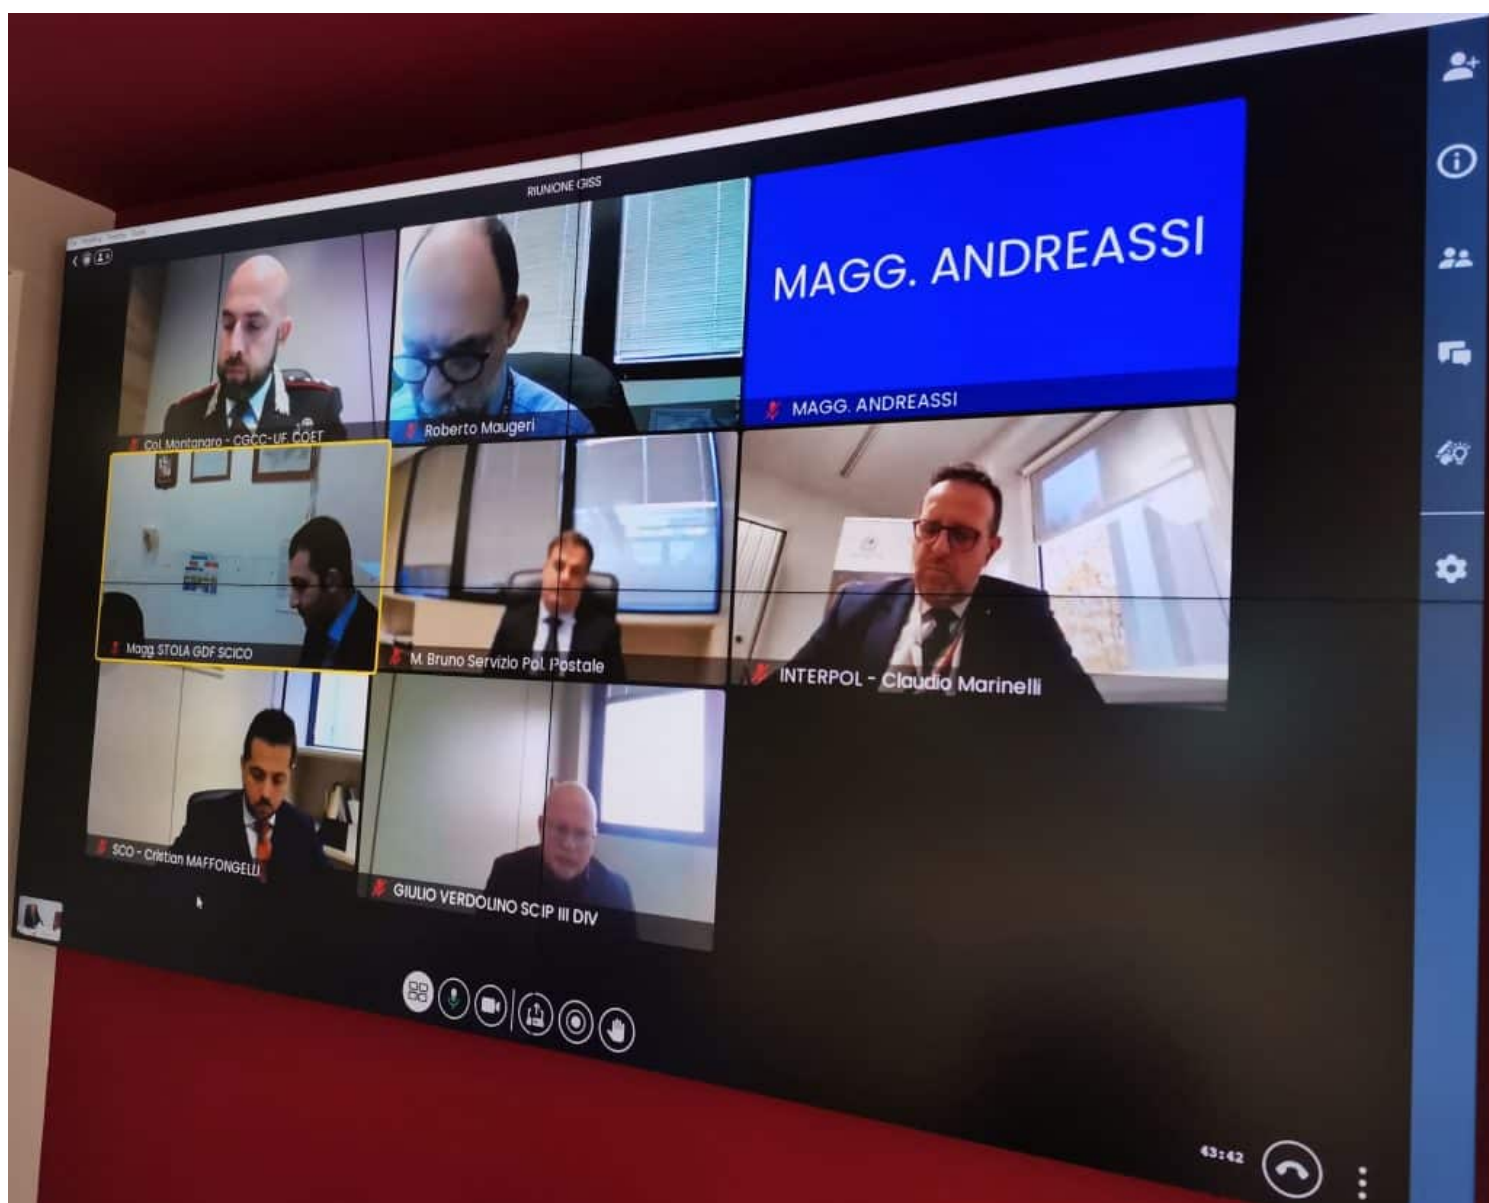 RIUNIONE GISS
MAGG. ANDREASSI
Col. Montanaro - CGCC-UF. COET
Roberto Maugeri
MAGG. ANDREASSI
Magg. STOLA GDF SCICO
M. Bruno Servizio Pol. Postale
INTERPOL - Claudio Marinelli
SCO - Cristian MAFFONGELLI
GIULIO VERDOLINO SCIP III DIV
43:42